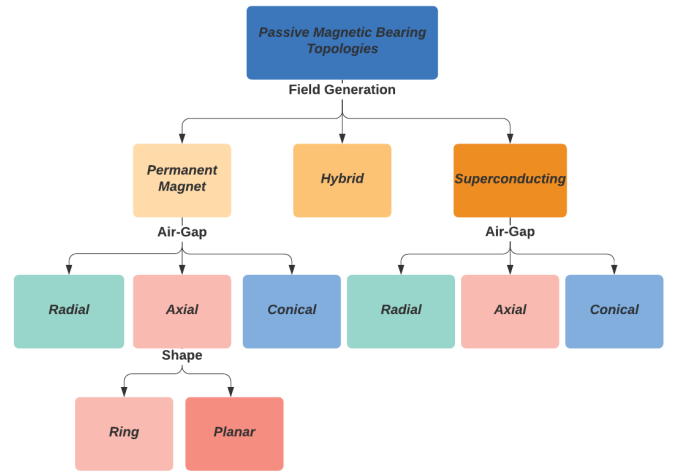 Passive Magnetic Bearing
Topologies
Field Generation
Permanent
Magnet
Hybrid
Superconducting
Air-Gap
Air-Gap
Radial
Axial
Conical
Radial
Axial
Conical
Shape
Ring
Planar